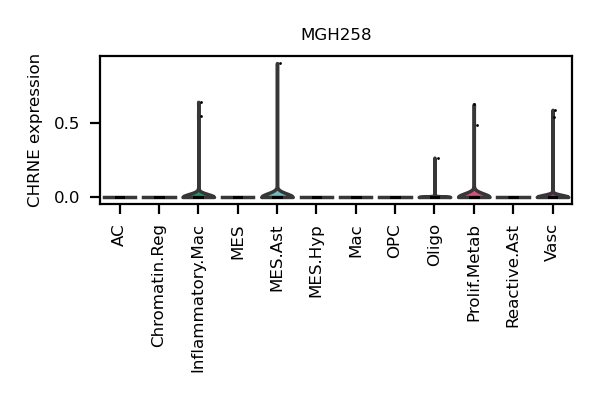 MGH258
CHRNE expression
0.5
0.0
AC
Chromatin.Reg
Inflammatory.Mac
MES
MES.Ast
MES.Hyp
Mac
OPC
Oligo
Prolif.Metab
Reactive.Ast
Vasc